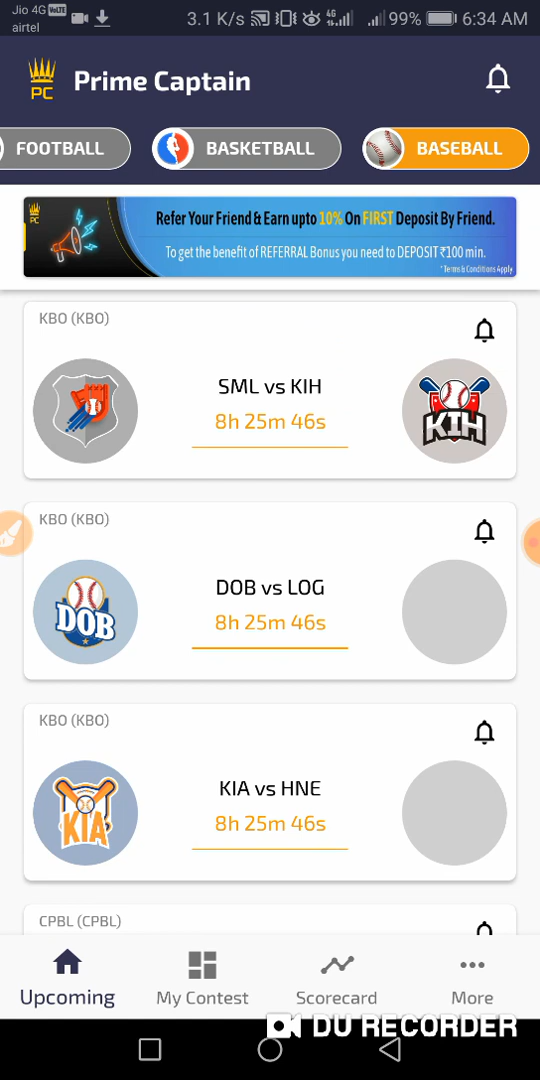 Jio 4G VoLTE
airtel
3.1 K/s 4G 99% 6:34 AM
PC
Prime Captain
FOOTBALL
BASKETBALL
BASEBALL
PC
Refer Your Friend & Earn upto 10% On FIRST Deposit By Friend.
To get the benefit of REFERRAL Bonus you need to DEPOSIT ₹100 min.
*Terms & Conditions Apply
KBO (KBO)
SML vs KIH
8h 25m 46s
KIH
KBO (KBO)
DOB vs LOG
8h 25m 46s
DOB
KBO (KBO)
KIA vs HNE
8h 25m 46s
KIA
CPBL (CPBL)
Upcoming
My Contest
Scorecard
More
DU RECORDER